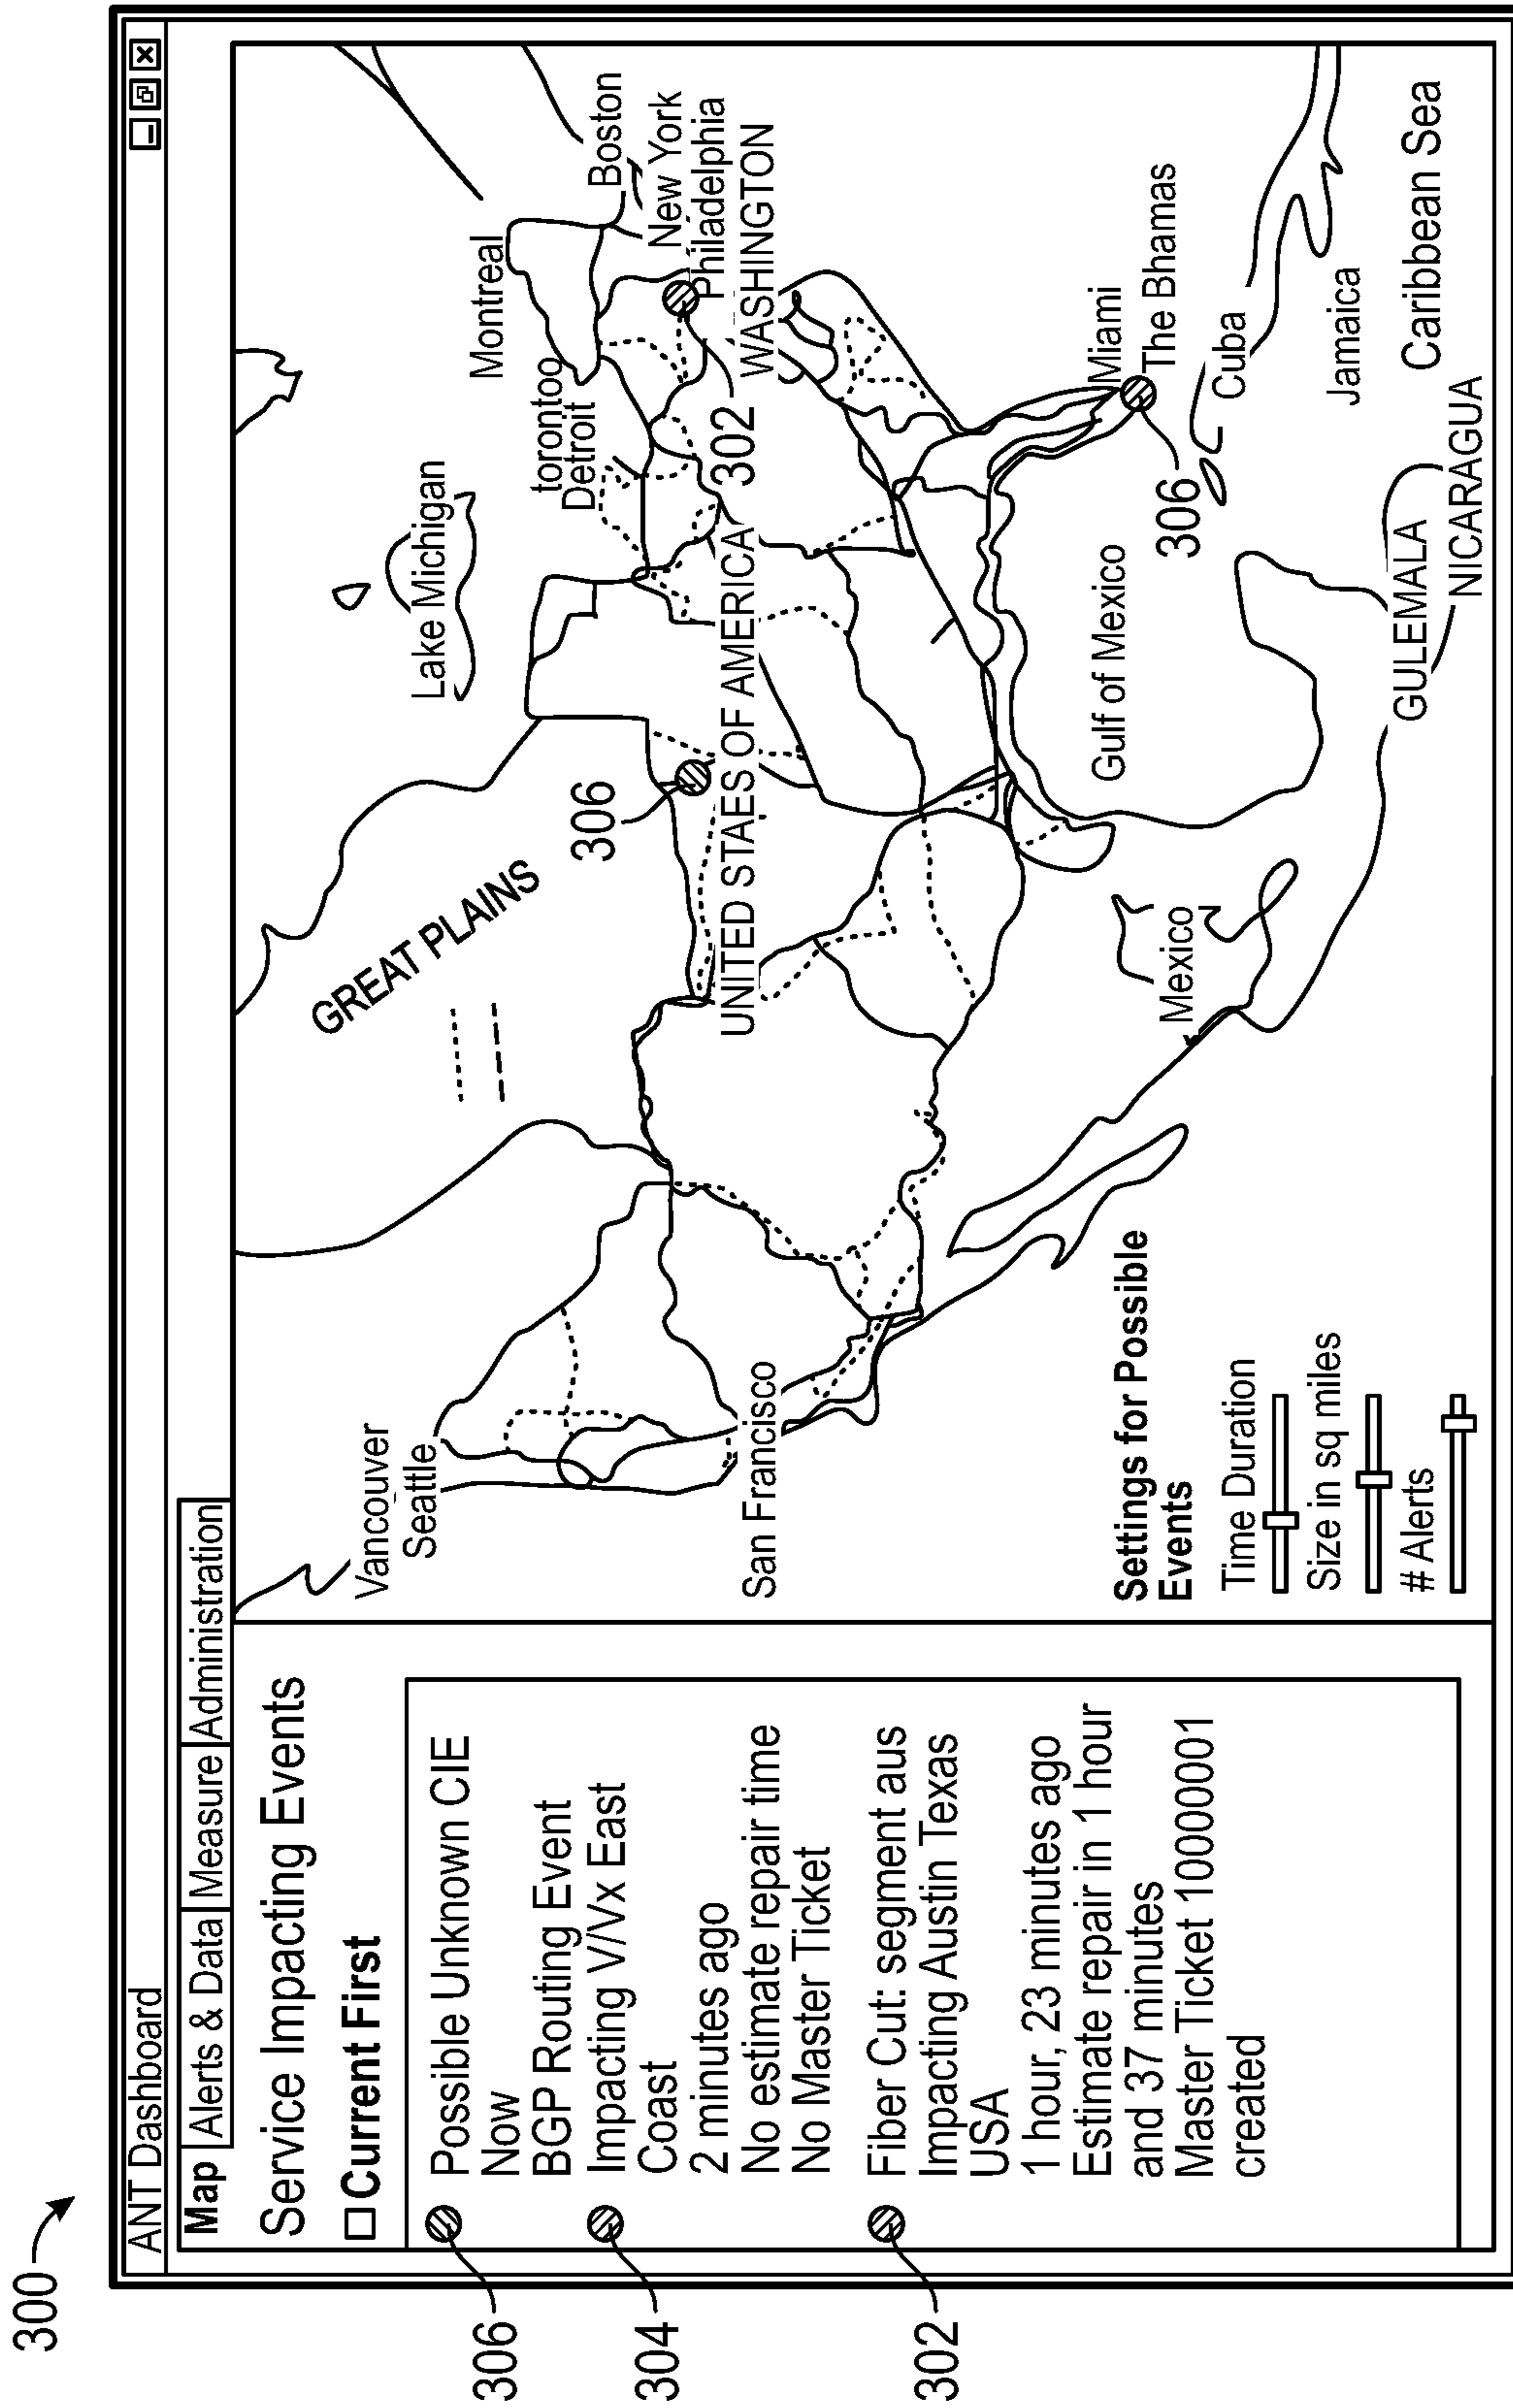 300
ANT Dashboard
Map
Alerts & Data
Measure
Administration
Service Impacting Events
Current First
306
Possible Unknown CIE
Now
304
BGP Routing Event
Impacting V/Vx East
Coast
2 minutes ago
No estimate repair time
No Master Ticket
302
Fiber Cut: segment aus
Impacting Austin Texas
USA
1 hour, 23 minutes ago
Estimate repair in 1 hour
and 37 minutes
Master Ticket 10000001
created
Vancouver
Seattle
San Francisco
GREAT PLAINS
Lake Michigan
Montreal
torontoo
Detroit
Boston
New York
Philadelphia
WASHINGTON
306
302
UNITED STAES OF AMERICA
Miami
The Bhamas
306
Gulf of Mexico
Mexico
Cuba
Jamaica
Caribbean Sea
GULEMALA
NICARAGUA
Settings for Possible
Events
Time Duration
Size in sq miles
# Alerts